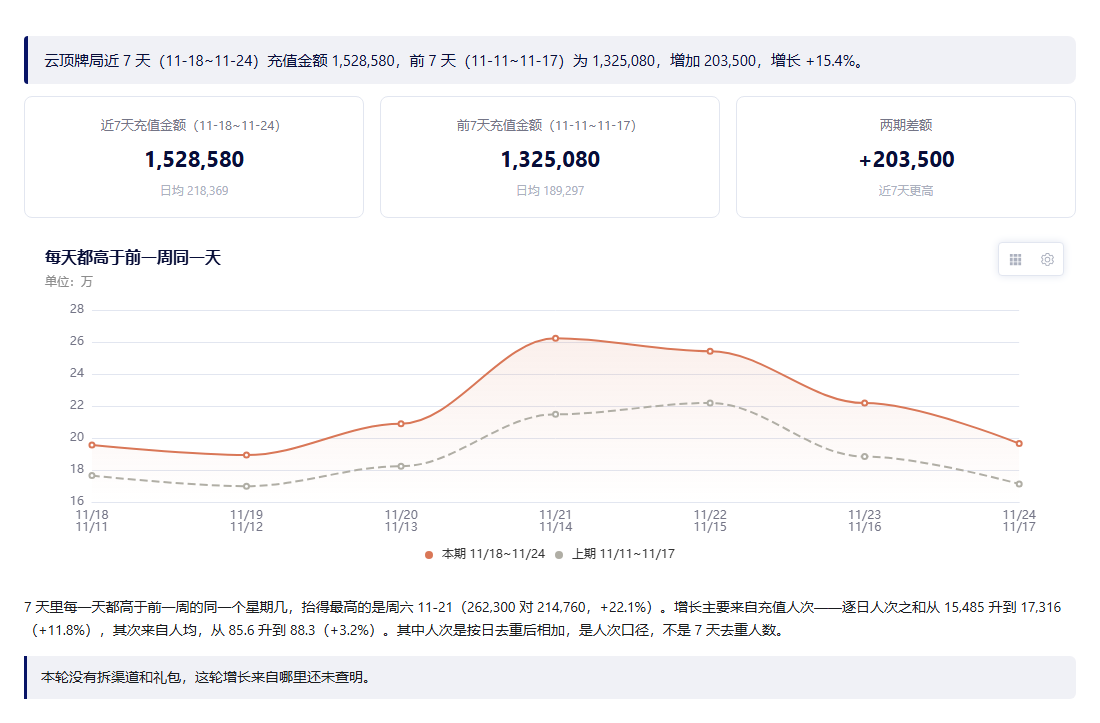 云顶牌局近 7 天（11-18~11-24）充值金额 1,528,580，前 7 天（11-11~11-17）为 1,325,080，增加 203,500，增长 +15.4%。
近7天充值金额（11-18~11-24）
1,528,580
日均 218,369
前7天充值金额（11-11~11-17）
1,325,080
日均 189,297
两期差额
+203,500
近7天更高
每天都高于前一周同一天
单位：万
28
26
24
22
20
18
16
11/18 11/19 11/20 11/21 11/22 11/23 11/24
11/11 11/12 11/13 11/14 11/15 11/16 11/17
本期 11/18~11/24 上期 11/11~11/17
7 天里每一天都高于前一周的同一个星期几，抬得最高的是周六 11-21（262,300 对 214,760，+22.1%）。增长主要来自充值人次——逐日人次之和从 15,485 升到 17,316
（+11.8%），其次来自人均，从 85.6 升到 88.3（+3.2%）。其中人次是按日去重后相加，是人次口径，不是 7 天去重人数。
本轮没有拆渠道和礼包，这轮增长来自哪里还未查明。